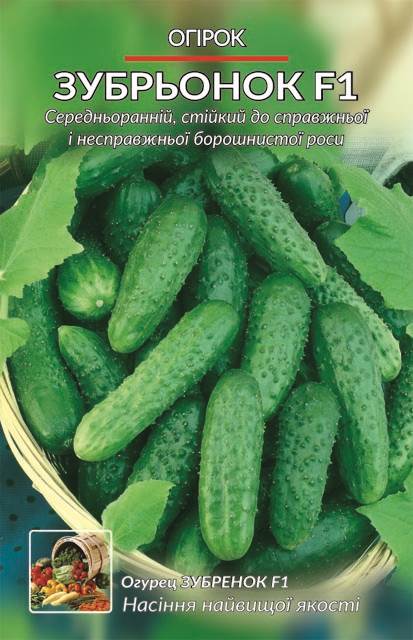 ОГІРОК
ЗУБРЬОНОК F1
Середньоранній, стійкий до справжньої
і несправжньої борошнистої роси
Огурец ЗУБРЕНОК F1
Насіння найвищої якості